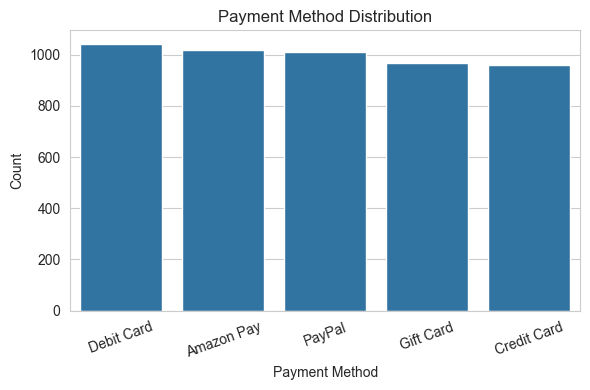 Payment Method Distribution
Count
1000
800
600
400
200
0
Debit Card
Amazon Pay
PayPal
Gift Card
Credit Card
Payment Method